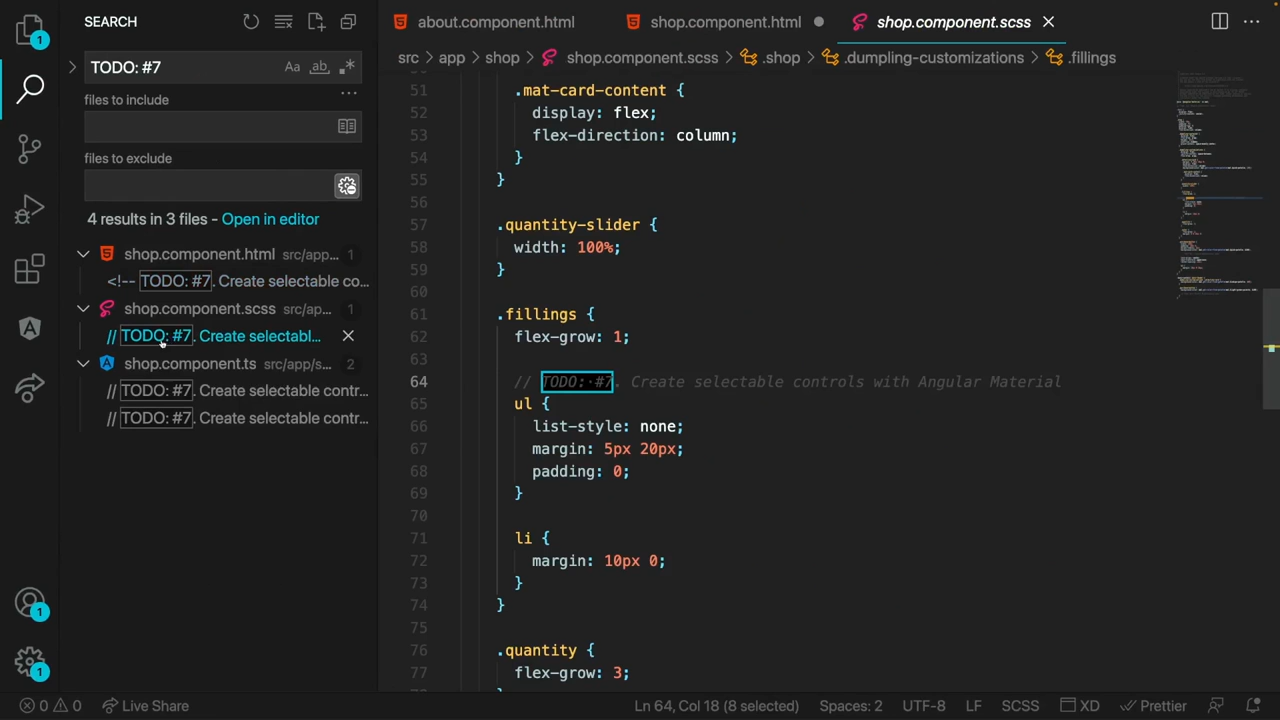 SEARCH
TODO: #7
Aa
ab
files to include
files to exclude
4 results in 3 files - Open in editor
shop.component.html src/app... 1
<!-- TODO: #7. Create selectable co...
shop.component.scss src/ap... 1
// TODO: #7. Create selectabl...
shop.component.ts src/app/s... 2
// TODO: #7. Create selectable contr...
// TODO: #7. Create selectable contr...
1
1
1
about.component.html
shop.component.html
shop.component.scss
src > app > shop > shop.component.scss > .shop > .dumpling-customizations > .fillings
51 .mat-card-content {
52 display: flex;
53 flex-direction: column;
54 }
55 }
56
57 .quantity-slider {
58 width: 100%;
59 }
60
61 .fillings {
62 flex-grow: 1;
63
64 // TODO:·#7. Create selectable controls with Angular Material
65 ul {
66 list-style: none;
67 margin: 5px 20px;
68 padding: 0;
69 }
70
71 li {
72 margin: 10px 0;
73 }
74 }
75
76 .quantity {
77 flex-grow: 3;
0 0 Live Share Ln 64, Col 18 (8 selected) Spaces: 2 UTF-8 LF SCSS XD Prettier